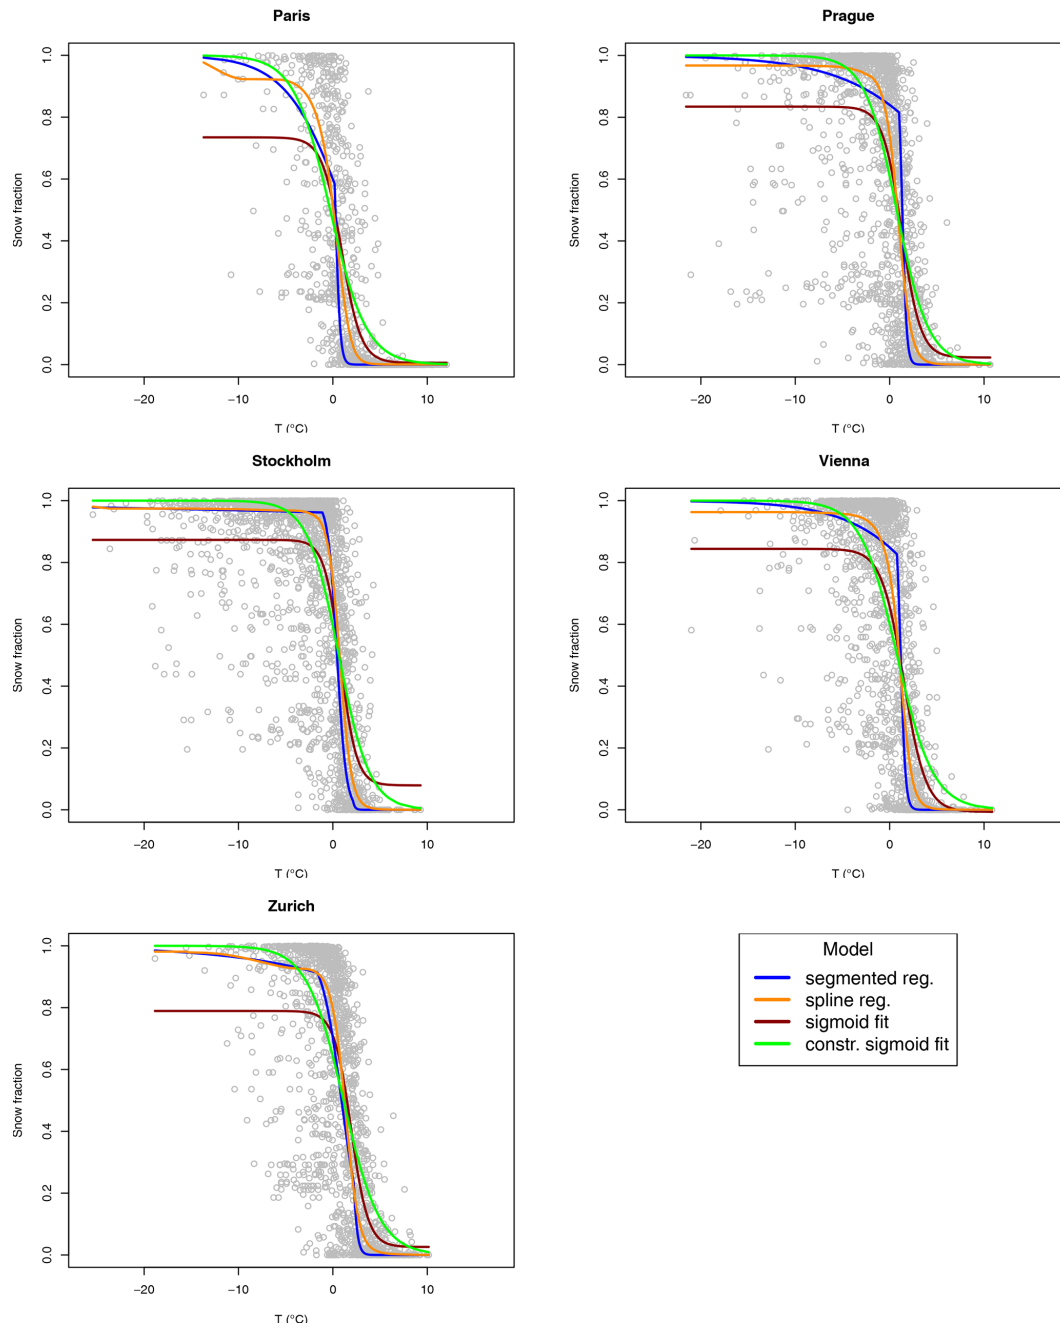 Paris
Snow fraction
1.0
0.8
0.6
0.4
0.2
0.0
−20 −10 0 10
T (°C)
Prague
Snow fraction
1.0
0.8
0.6
0.4
0.2
0.0
−20 −10 0 10
T (°C)
Stockholm
Snow fraction
1.0
0.8
0.6
0.4
0.2
0.0
−20 −10 0 10
T (°C)
Vienna
Snow fraction
1.0
0.8
0.6
0.4
0.2
0.0
−20 −10 0 10
T (°C)
Zurich
Snow fraction
1.0
0.8
0.6
0.4
0.2
0.0
−20 −10 0 10
T (°C)
Model
segmented reg.
spline reg.
sigmoid fit
constr. sigmoid fit